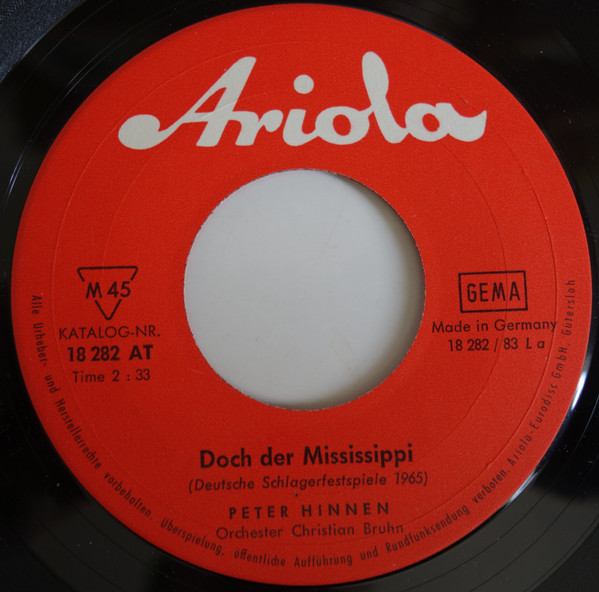 Ariola
M 45
KATALOG-NR.
18 282 AT
Time 2 : 33
GEMA
Made in Germany
18 282 / 83 L a
Doch der Mississippi
(Deutsche Schlagerfestspiele 1965)
PETER HINNEN
Orchester Christian Bruhn
Alle Urheber- und Herstellerrechte vorbehalten. Überspielung, öffentliche Aufführung und Rundfunksendung verboten. Ariola-Eurodisc GmbH. Gütersloh